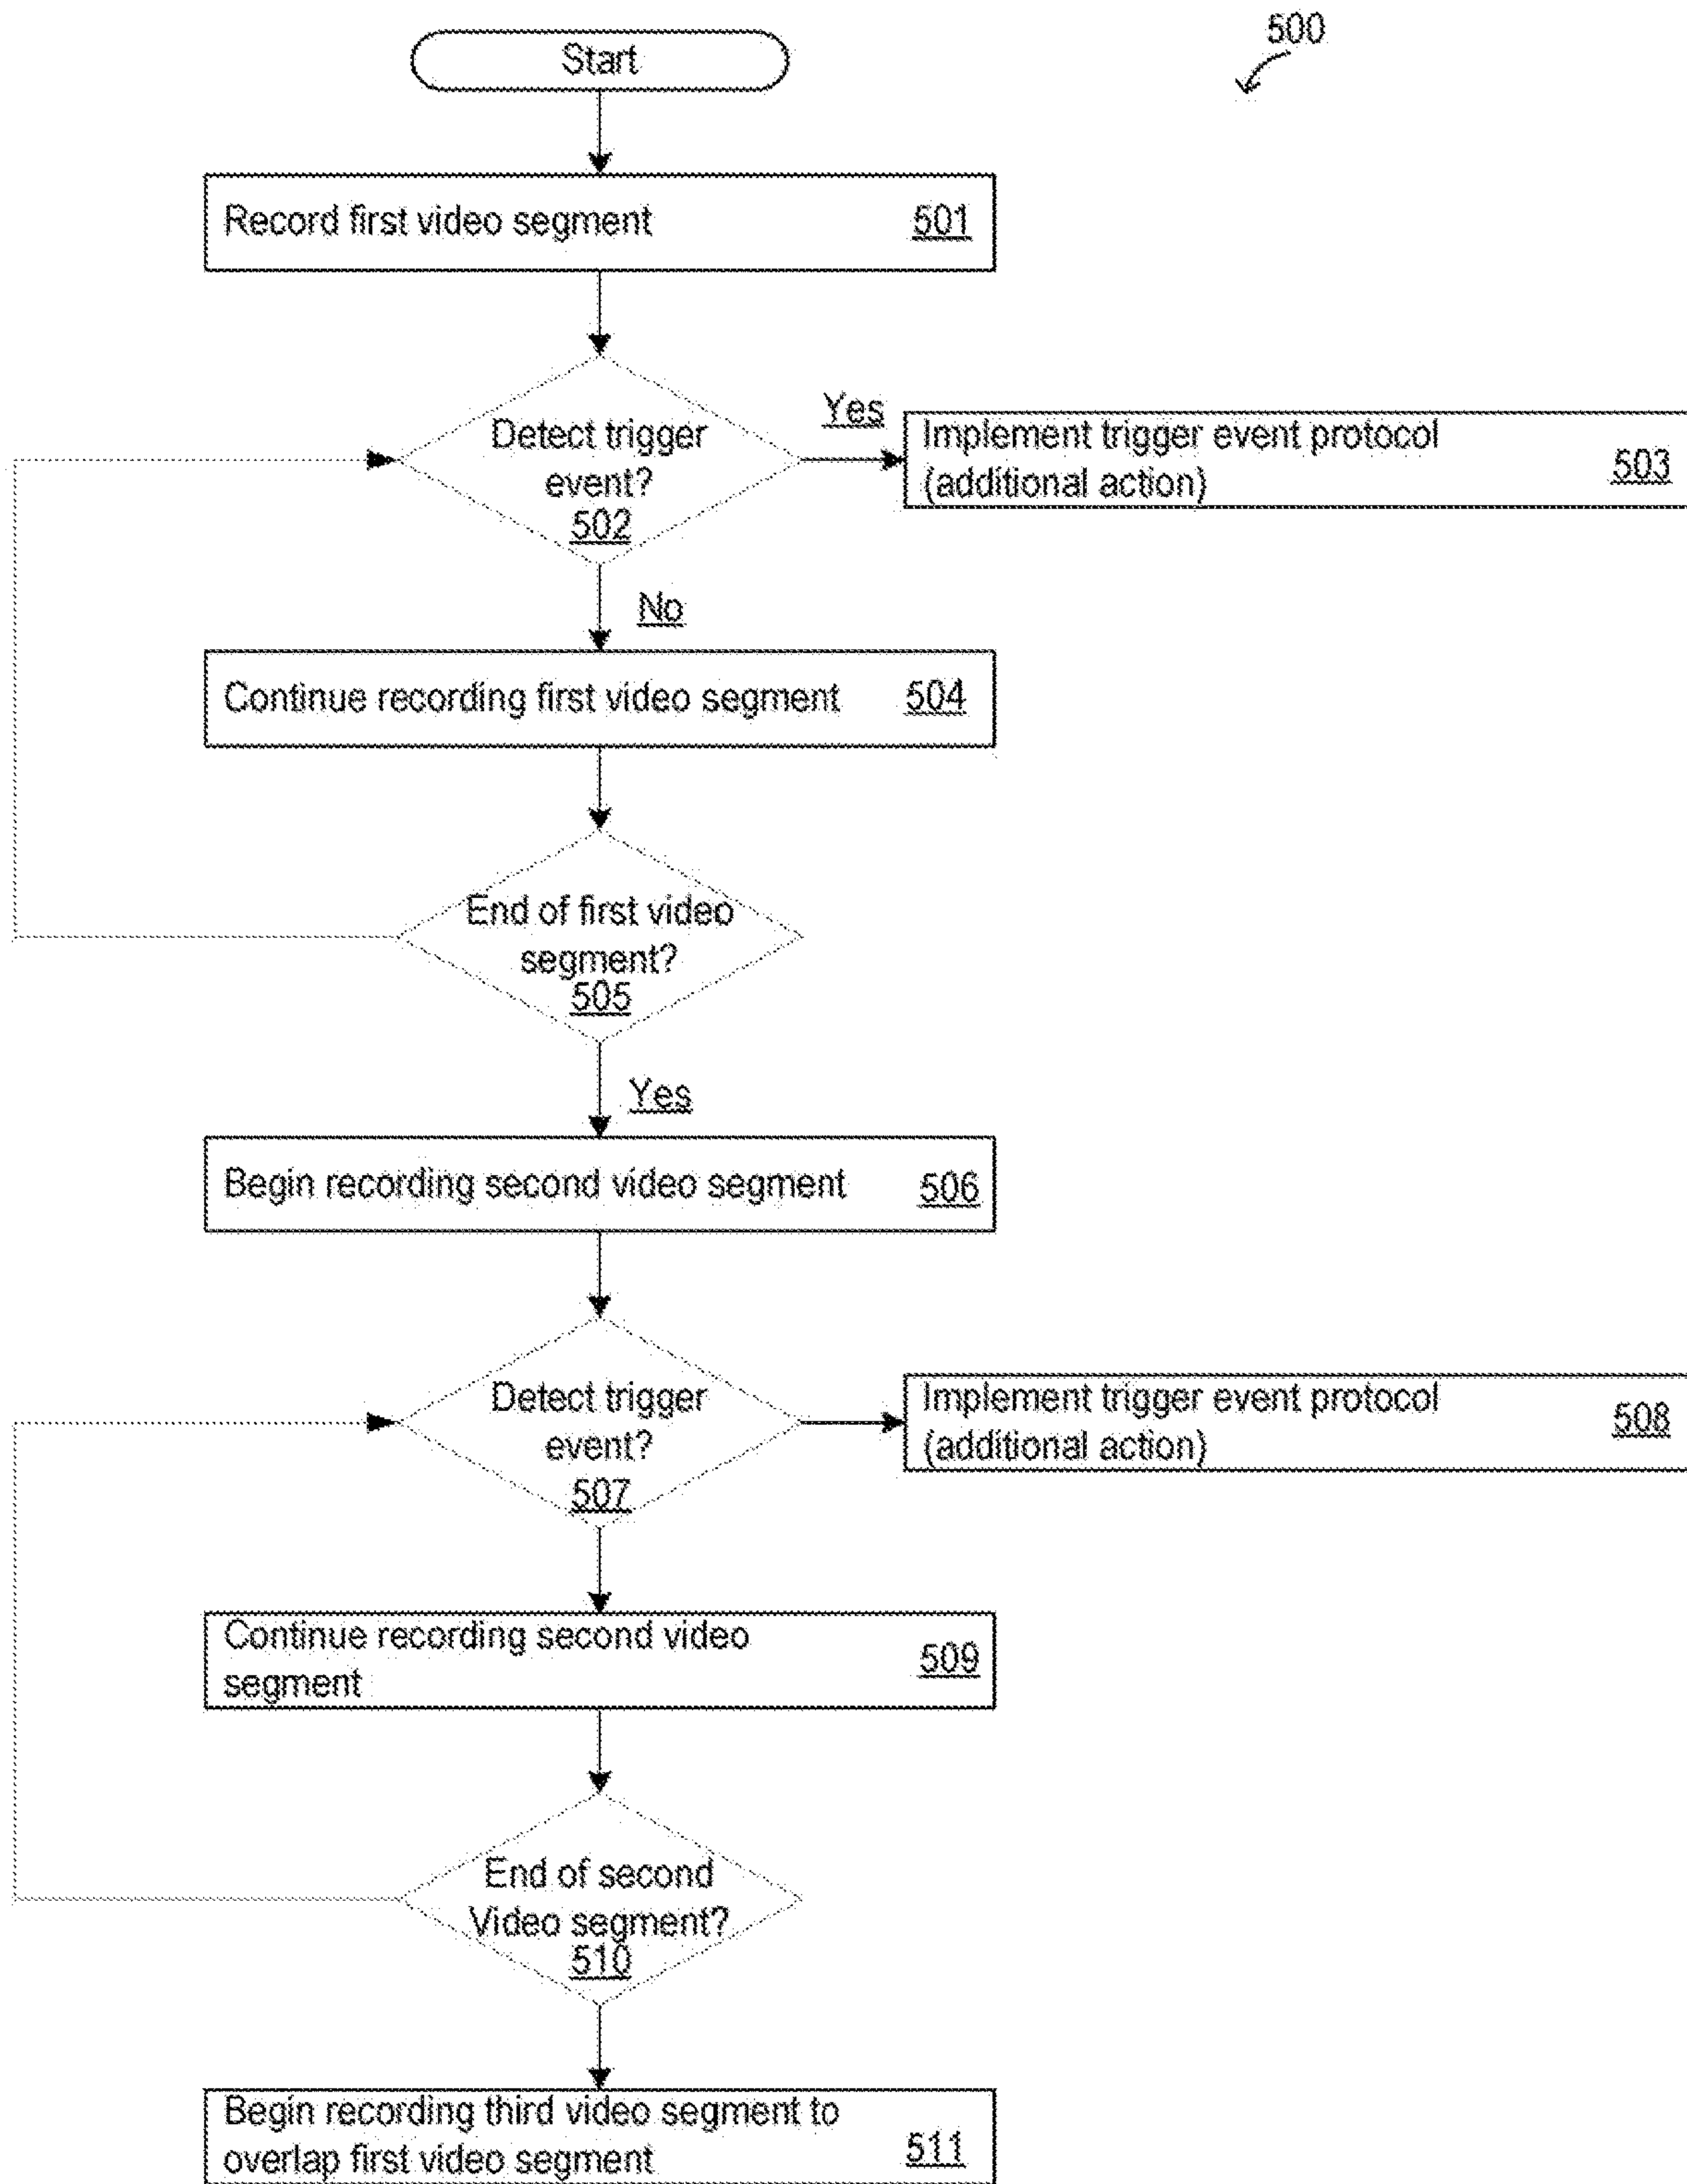 500
Start
Record first video segment 501
Detect trigger
event?
502
Yes
Implement trigger event protocol
(additional action)
503
No
Continue recording first video segment 504
End of first video
segment?
505
Yes
Begin recording second video segment 506
Detect trigger
event?
507
Implement trigger event protocol
(additional action)
508
Continue recording second video
segment
509
End of second
Video segment?
510
Begin recording third video segment to
overlap first video segment
511